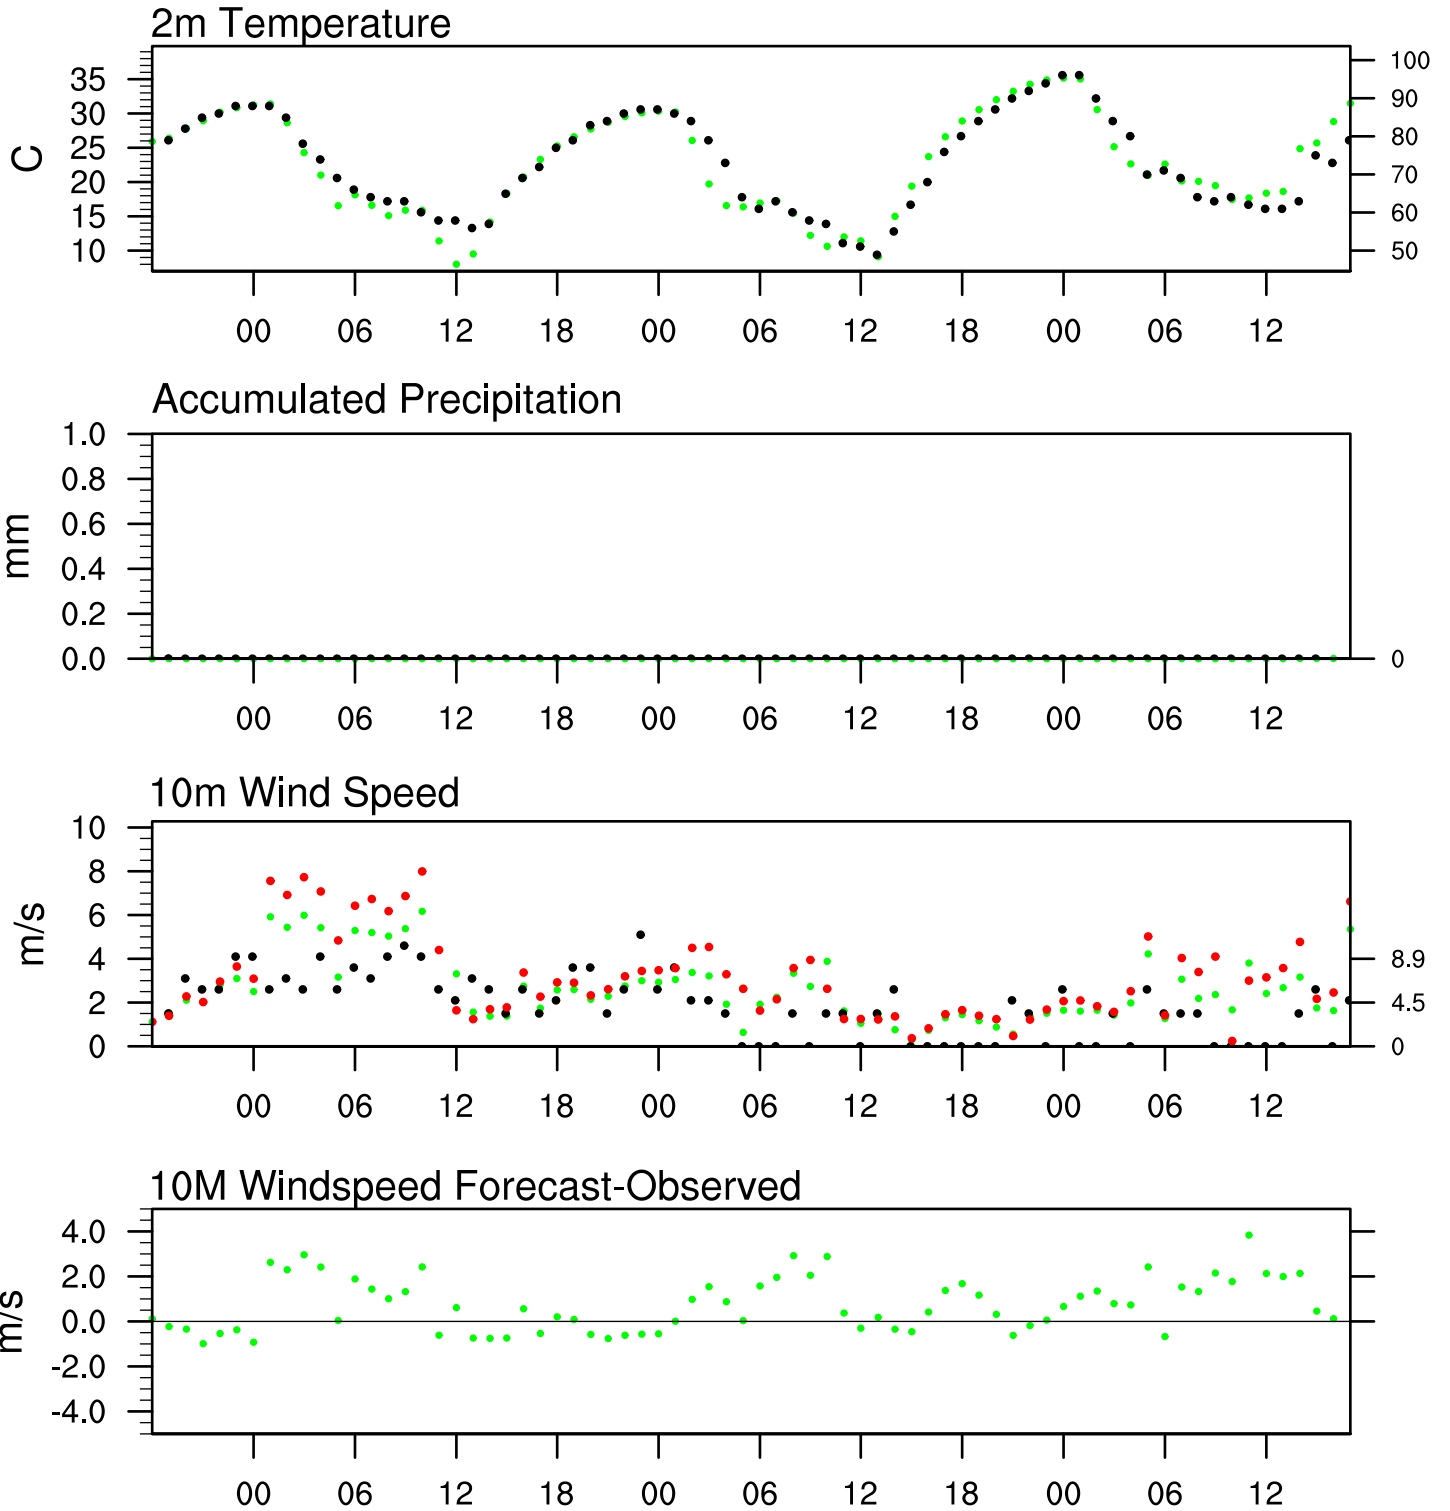 2m Temperature
C
35
30
25
20
15
10
100
90
80
70
60
50
00 06 12 18 00 06 12 18 00 06 12
Accumulated Precipitation
mm
1.0
0.8
0.6
0.4
0.2
0.0
0
00 06 12 18 00 06 12 18 00 06 12
10m Wind Speed
m/s
10
8
6
4
2
0
8.9
4.5
0
00 06 12 18 00 06 12 18 00 06 12
10M Windspeed Forecast-Observed
m/s
4.0
2.0
0.0
-2.0
-4.0
00 06 12 18 00 06 12 18 00 06 12